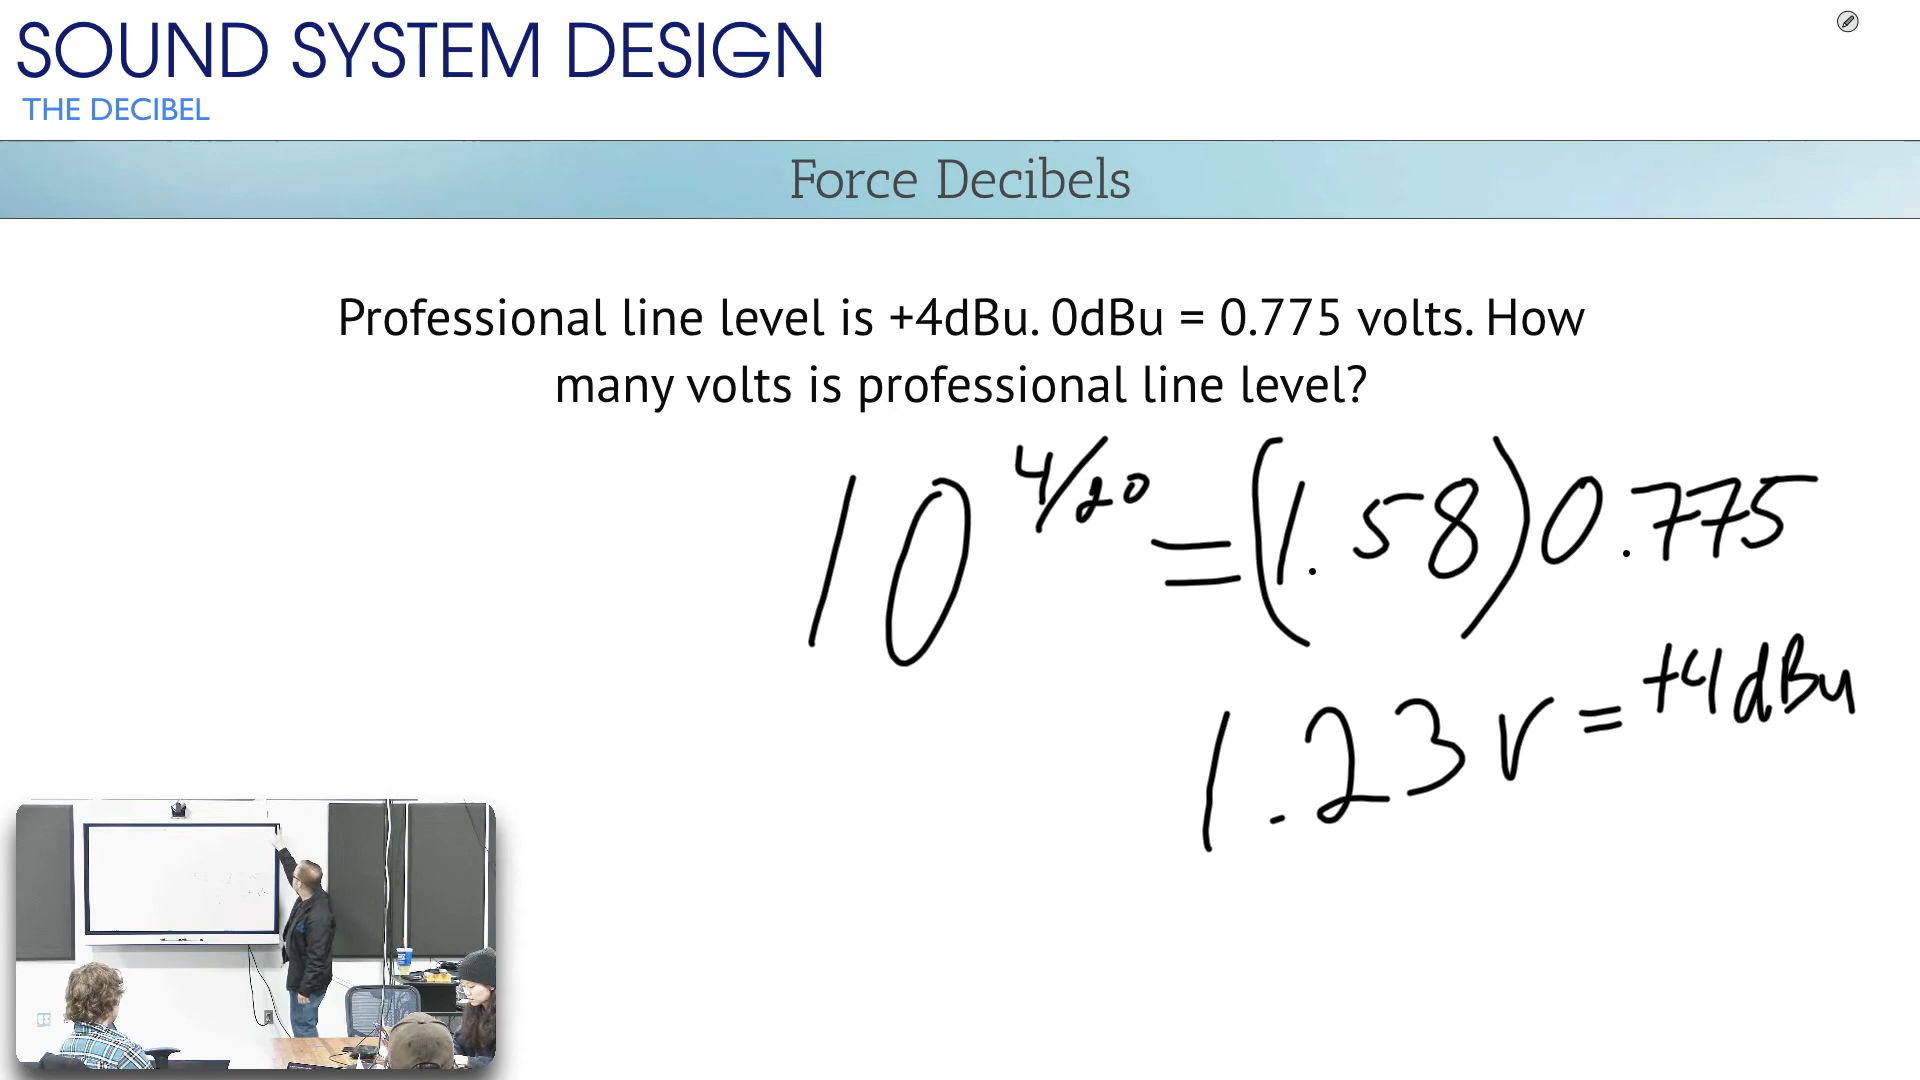 SOUND SYSTEM DESIGN
THE DECIBEL
Force Decibels
Professional line level is +4dBu. 0dBu = 0.775 volts. How
many volts is professional line level?
10^4/20 = (1.58) 0.775
1.23 v = +4dBu